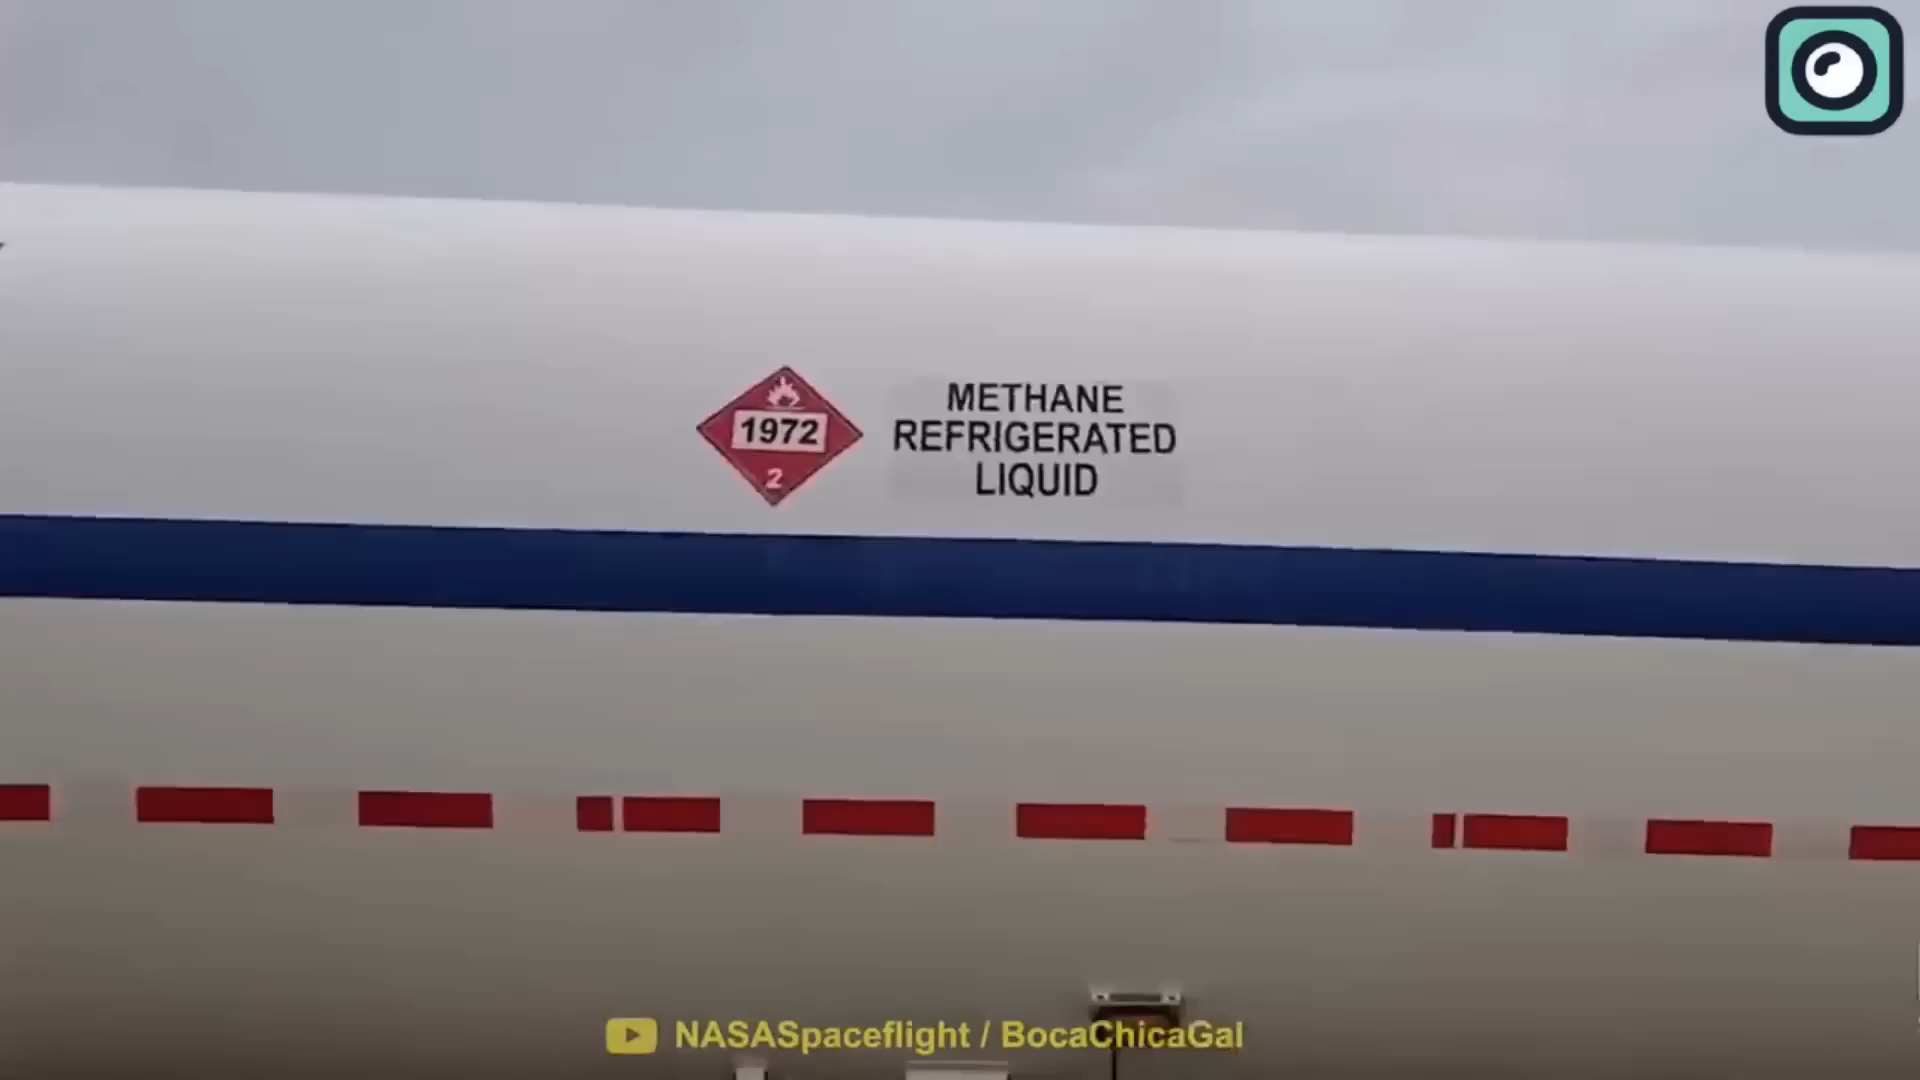 1972
2
METHANE
REFRIGERATED
LIQUID
NASASpaceflight / BocaChicaGal